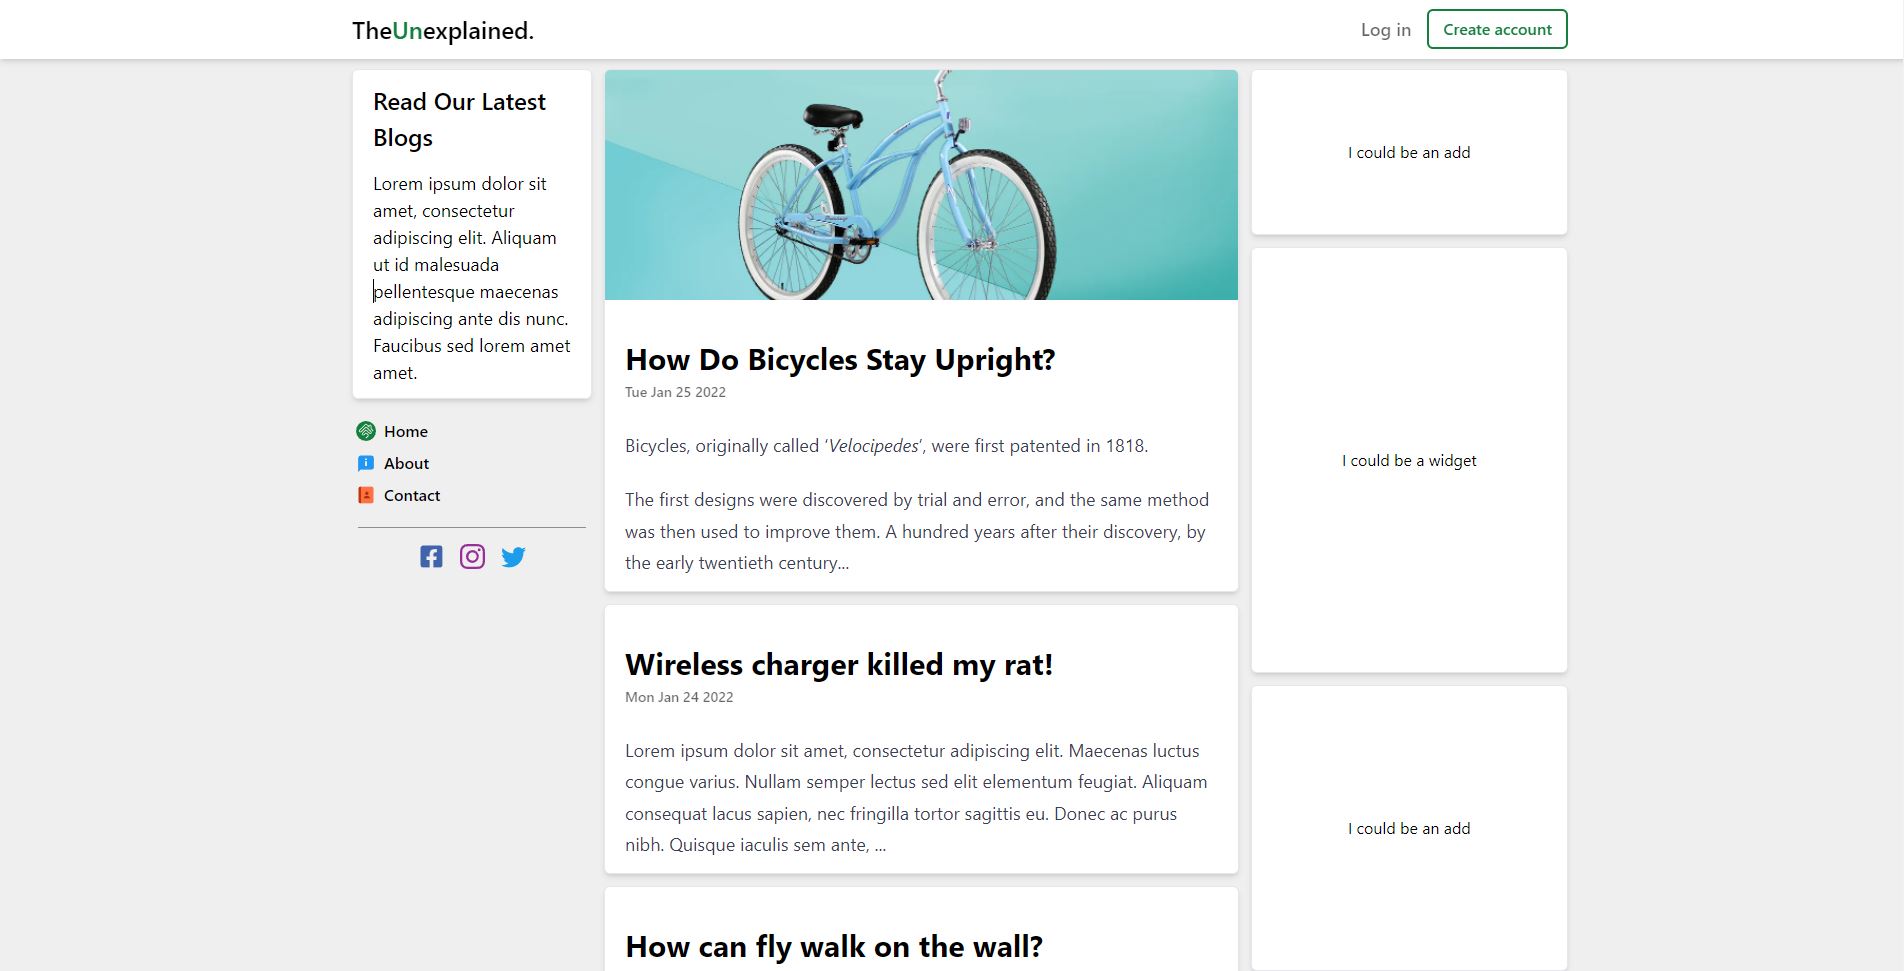 TheUnexplained.
Log in
Create account
Read Our Latest
Blogs
Lorem ipsum dolor sit
amet, consectetur
adipiscing elit. Aliquam
ut id malesuada
pellentesque maecenas
adipiscing ante dis nunc.
Faucibus sed lorem amet
amet.
Home
About
Contact
How Do Bicycles Stay Upright?
Tue Jan 25 2022
Bicycles, originally called 'Velocipedes', were first patented in 1818.
The first designs were discovered by trial and error, and the same method
was then used to improve them. A hundred years after their discovery, by
the early twentieth century...
Wireless charger killed my rat!
Mon Jan 24 2022
Lorem ipsum dolor sit amet, consectetur adipiscing elit. Maecenas luctus
congue varius. Nullam semper lectus sed elit elementum feugiat. Aliquam
consequat lacus sapien, nec fringilla tortor sagittis eu. Donec ac purus
nibh. Quisque iaculis sem ante, ...
How can fly walk on the wall?
I could be an add
I could be a widget
I could be an add